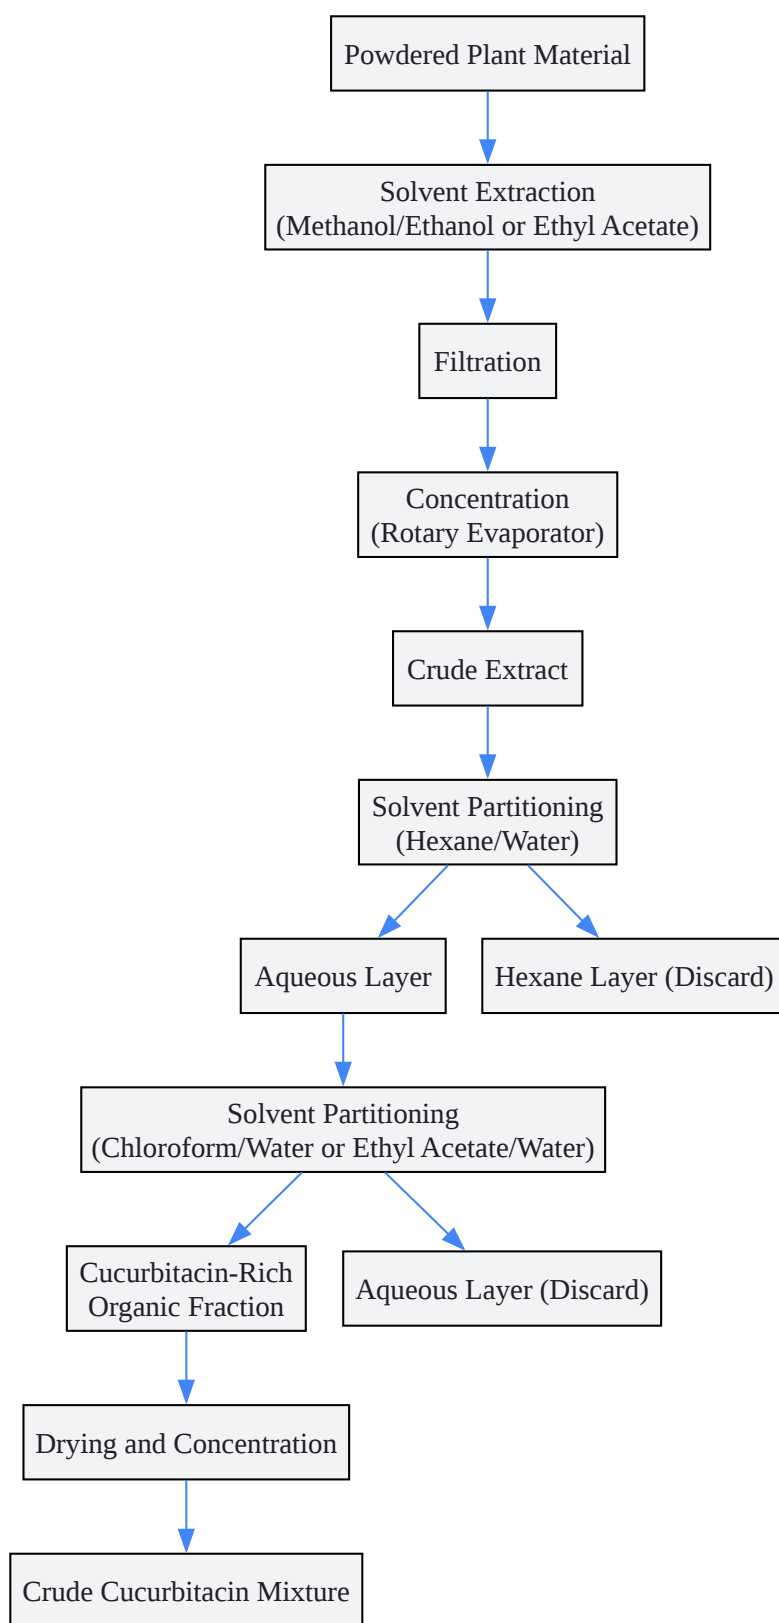 Powdered Plant Material
Solvent Extraction
(Methanol/Ethanol or Ethyl Acetate)
Filtration
Concentration
(Rotary Evaporator)
Crude Extract
Solvent Partitioning
(Hexane/Water)
Aqueous Layer
Hexane Layer (Discard)
Solvent Partitioning
(Chloroform/Water or Ethyl Acetate/Water)
Cucurbitacin-Rich
Organic Fraction
Aqueous Layer (Discard)
Drying and Concentration
Crude Cucurbitacin Mixture